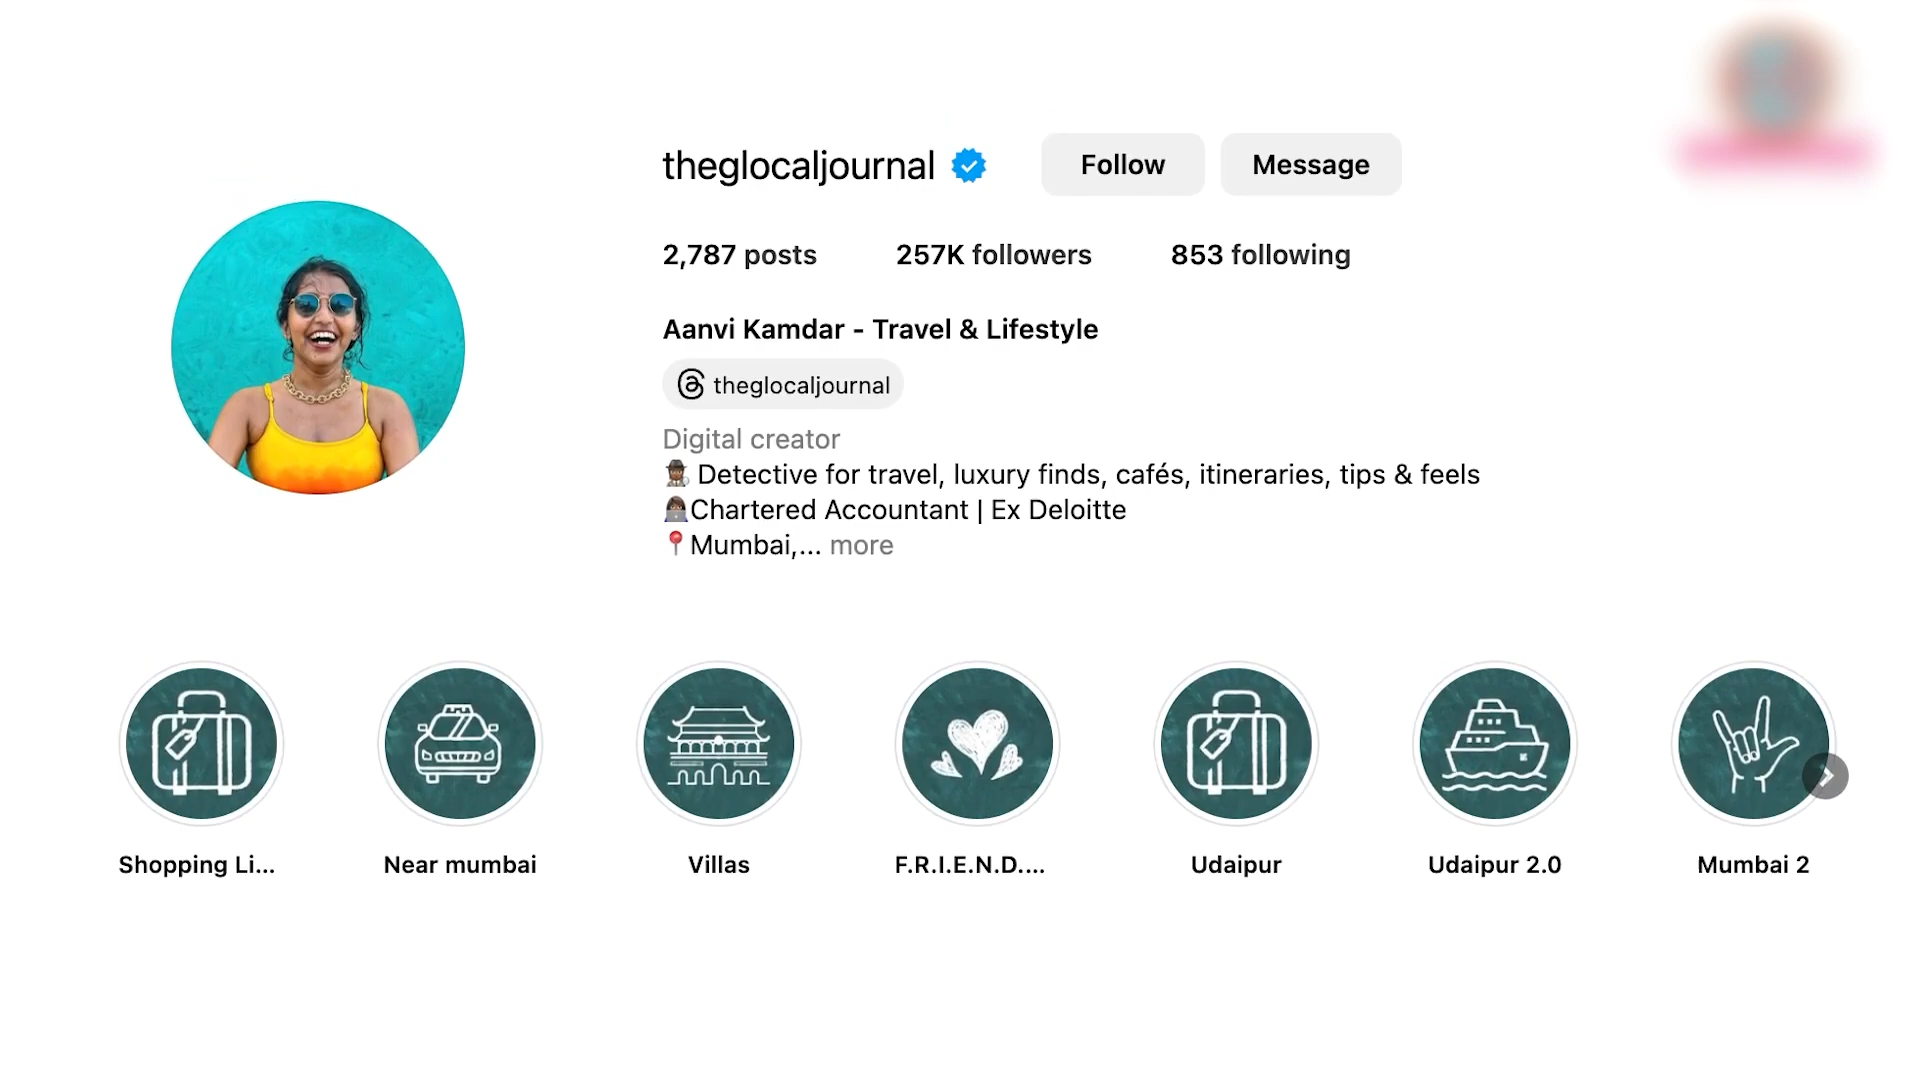 theglocaljournal Follow Message
2,787 posts 257K followers 853 following
Aanvi Kamdar - Travel & Lifestyle
theglocaljournal
Digital creator
🕵🏾 Detective for travel, luxury finds, cafés, itineraries, tips & feels
👩🏾‍💻Chartered Accountant | Ex Deloitte
📍Mumbai,... more
Shopping Li... Near mumbai Villas F.R.I.E.N.D.... Udaipur Udaipur 2.0 Mumbai 2